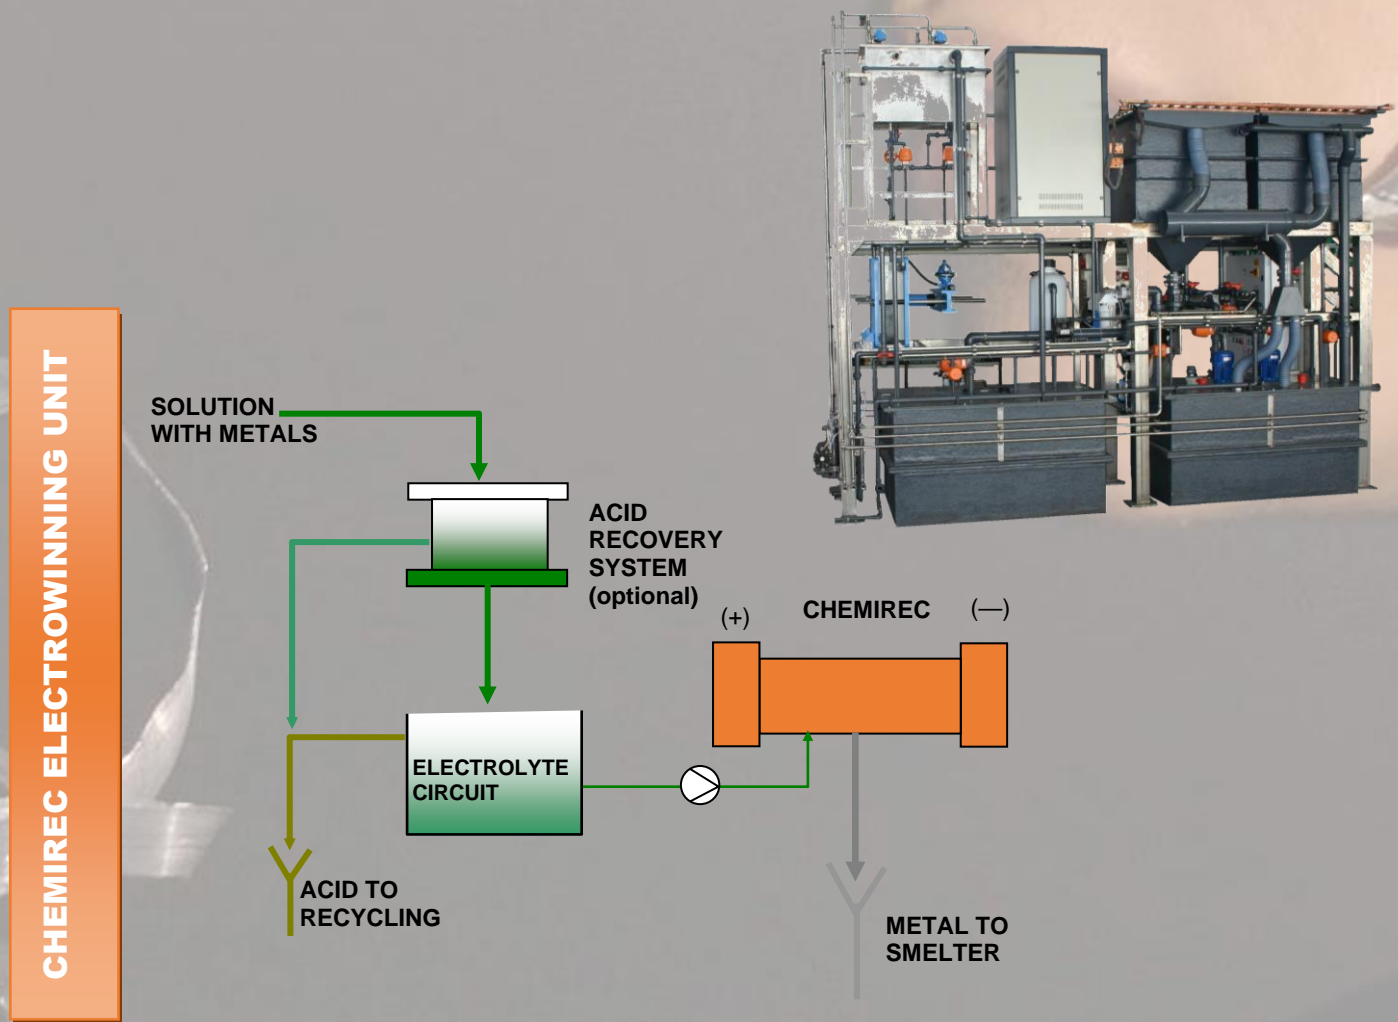 CHEMIREC ELECTROWINNING UNIT
SOLUTION
WITH METALS
ACID
RECOVERY
SYSTEM
(optional)
(+)
CHEMIREC
(—)
ELECTROLYTE
CIRCUIT
ACID TO
RECYCLING
METAL TO
SMELTER